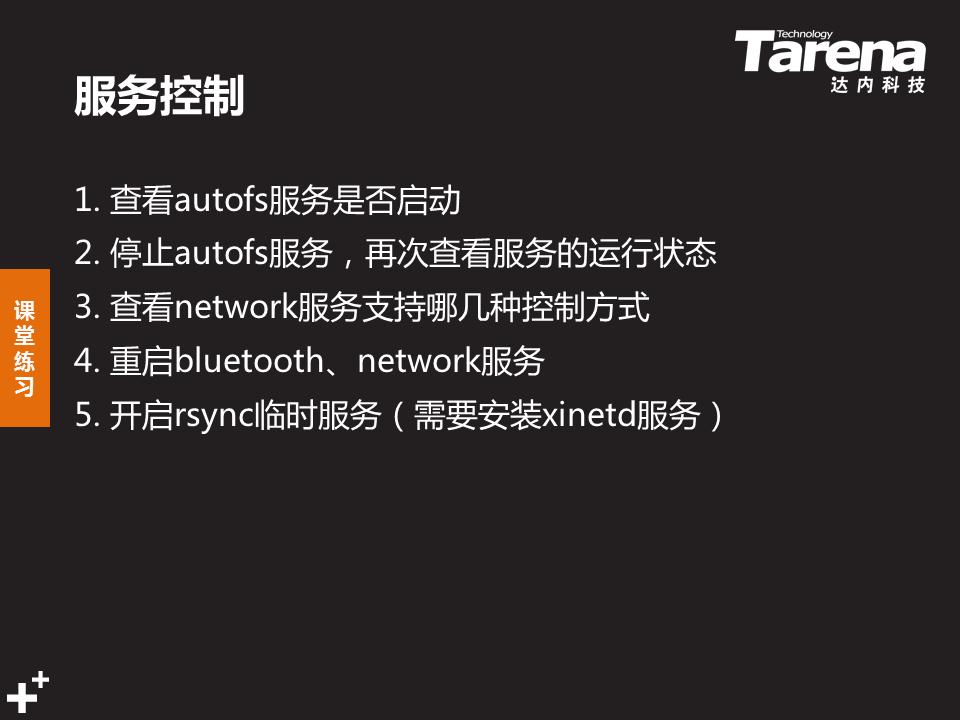 Technology
Tarena
达内科技
服务控制
1. 查看autofs服务是否启动
2. 停止autofs服务，再次查看服务的运行状态
3. 查看network服务支持哪几种控制方式
4. 重启bluetooth、network服务
5. 开启rsync临时服务（需要安装xinetd服务）
课堂练习